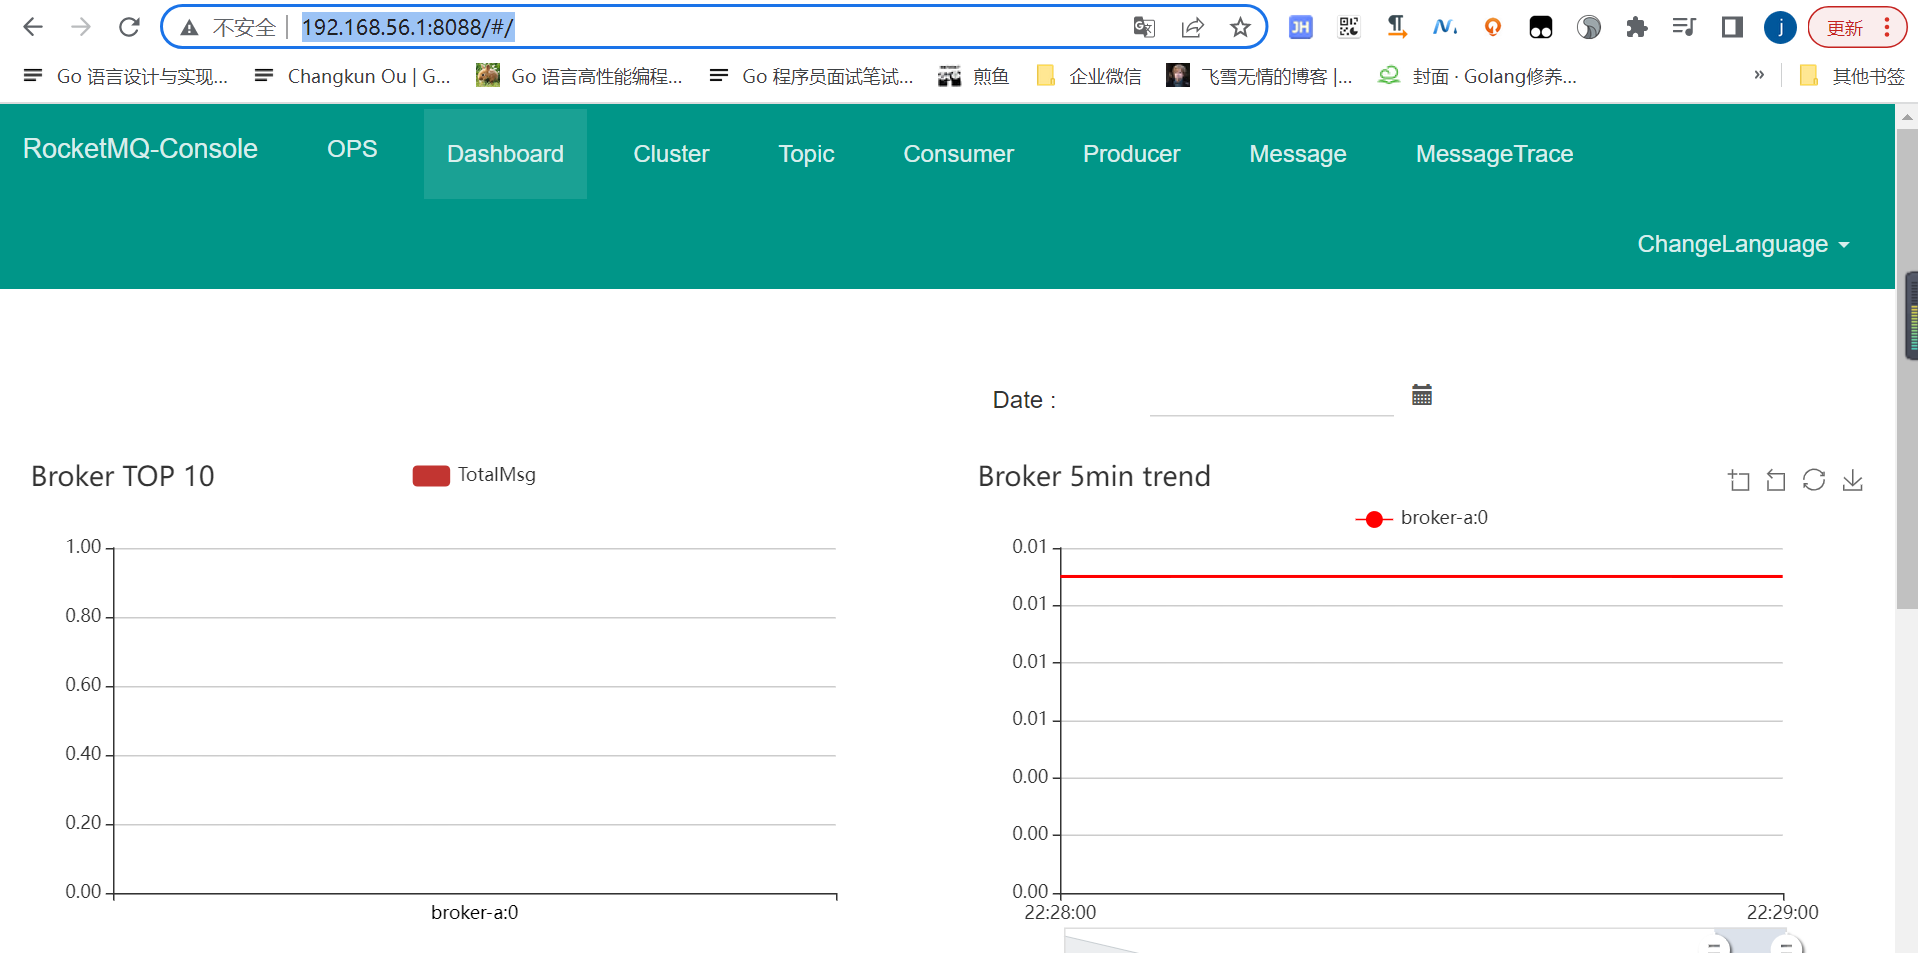 不安全 192.168.56.1:8088/#/ JH 更新
Go 语言设计与实现... Changkun Ou | G... Go 语言高性能编程... Go 程序员面试笔试... 煎鱼 企业微信 飞雪无情的博客 |... 封面 · Golang修养... » 其他书签
RocketMQ-Console OPS Dashboard Cluster Topic Consumer Producer Message MessageTrace
ChangeLanguage
Date :
Broker TOP 10
TotalMsg
1.00
0.80
0.60
0.40
0.20
0.00
broker-a:0
Broker 5min trend
broker-a:0
0.01
0.01
0.01
0.01
0.00
0.00
0.00
22:28:00 22:29:00